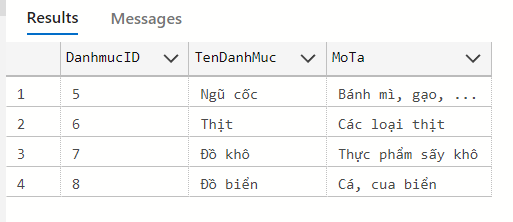 Results Messages
DanhmucID TenDanhMuc MoTa
1 5 Ngũ cốc Bánh mì, gạo, ...
2 6 Thịt Các loại thịt
3 7 Đồ khô Thực phẩm sấy khô
4 8 Đồ biển Cá, cua biển